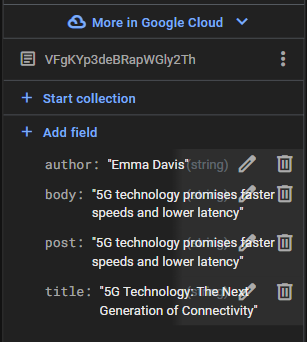 More in Google Cloud
VFgKYp3deBRapWGly2Th
+ Start collection
+ Add field
author: "Emma Davis" (string)
body: "5G technology promises faster
speeds and lower latency"
post: "5G technology promises faster
speeds and lower latency"
title: "5G Technology: The Next
Generation of Connectivity"